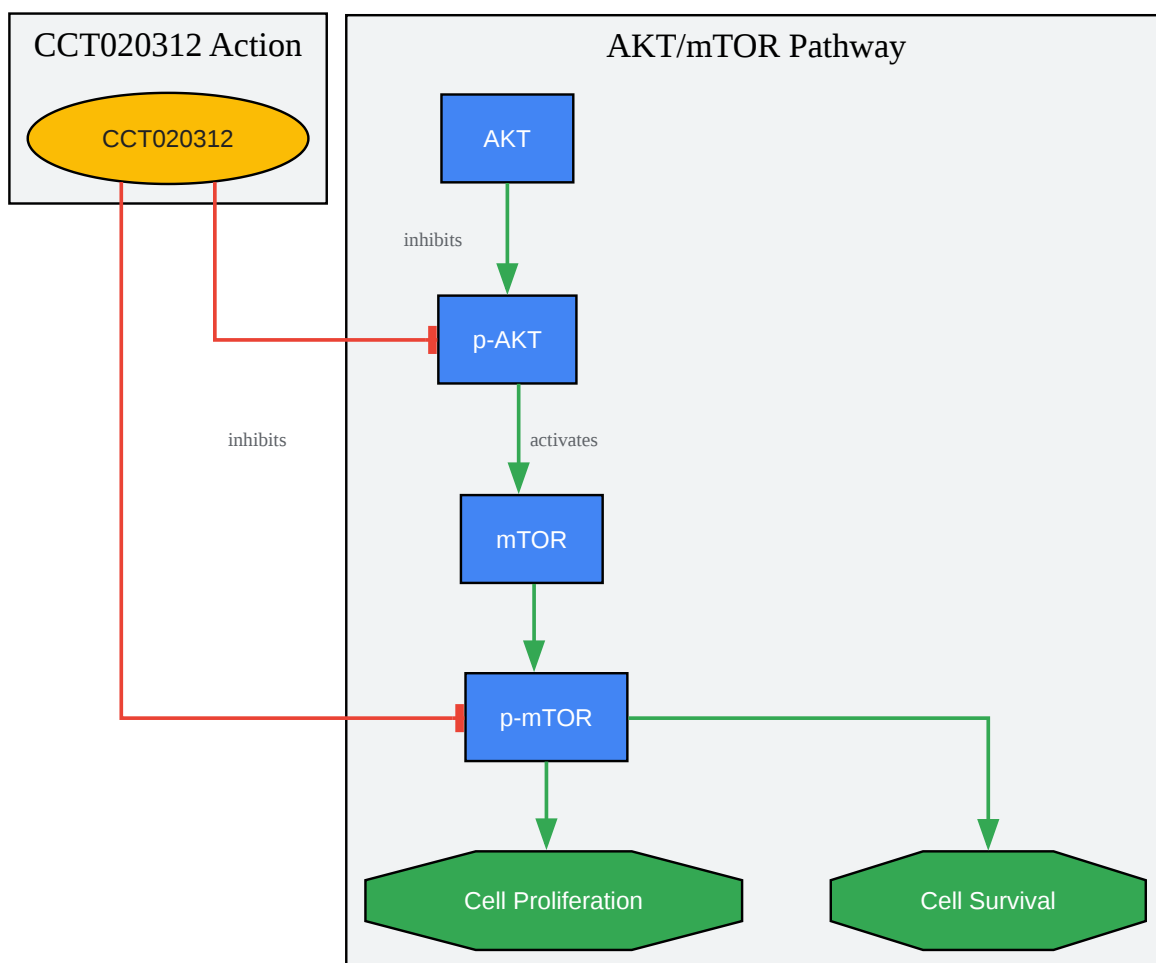 CCT020312 Action
CCT020312
AKT/mTOR Pathway
AKT
inhibits
p-AKT
inhibits
activates
mTOR
p-mTOR
Cell Proliferation
Cell Survival